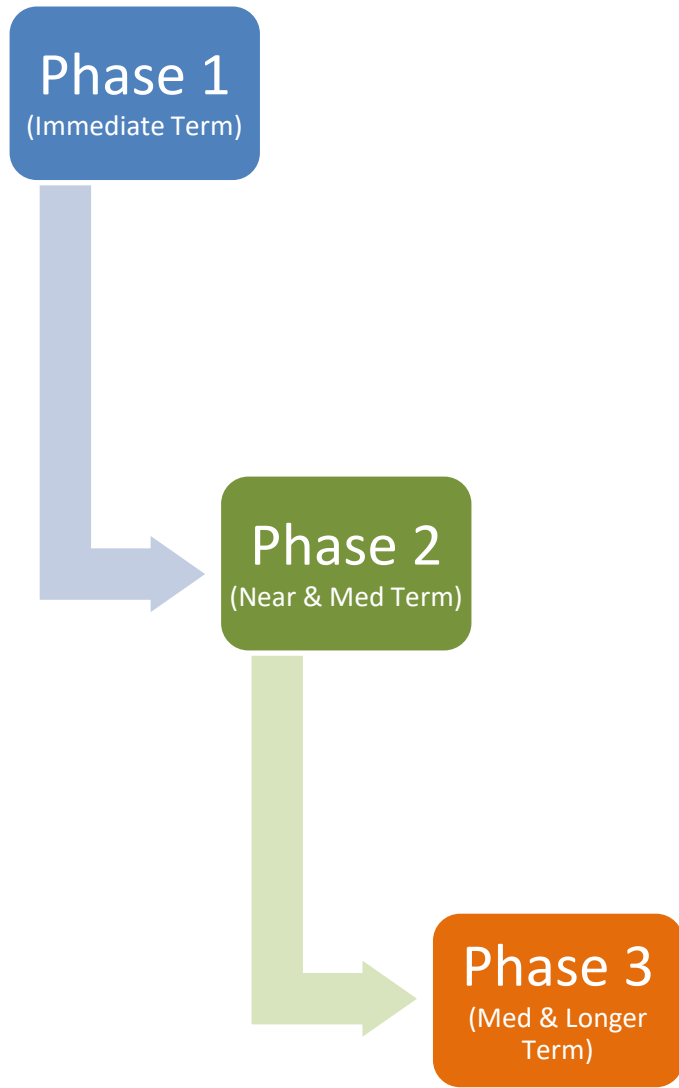 Phase 1
(Immediate Term)
Phase 2
(Near & Med Term)
Phase 3
(Med & Longer
Term)